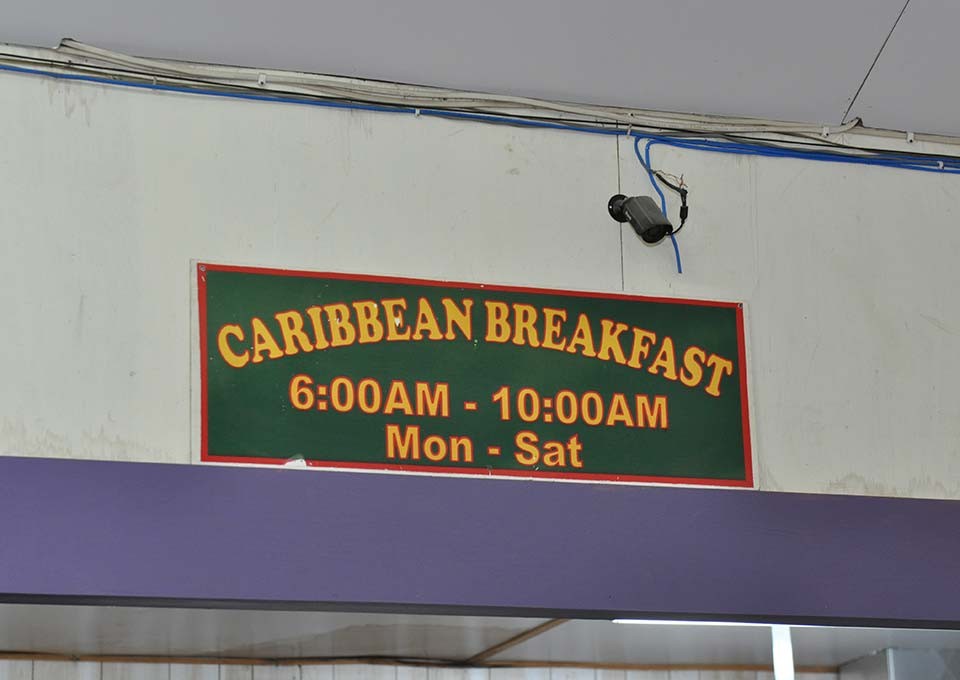 CARIBBEAN BREAKFAST
6:00AM - 10:00AM
Mon - Sat